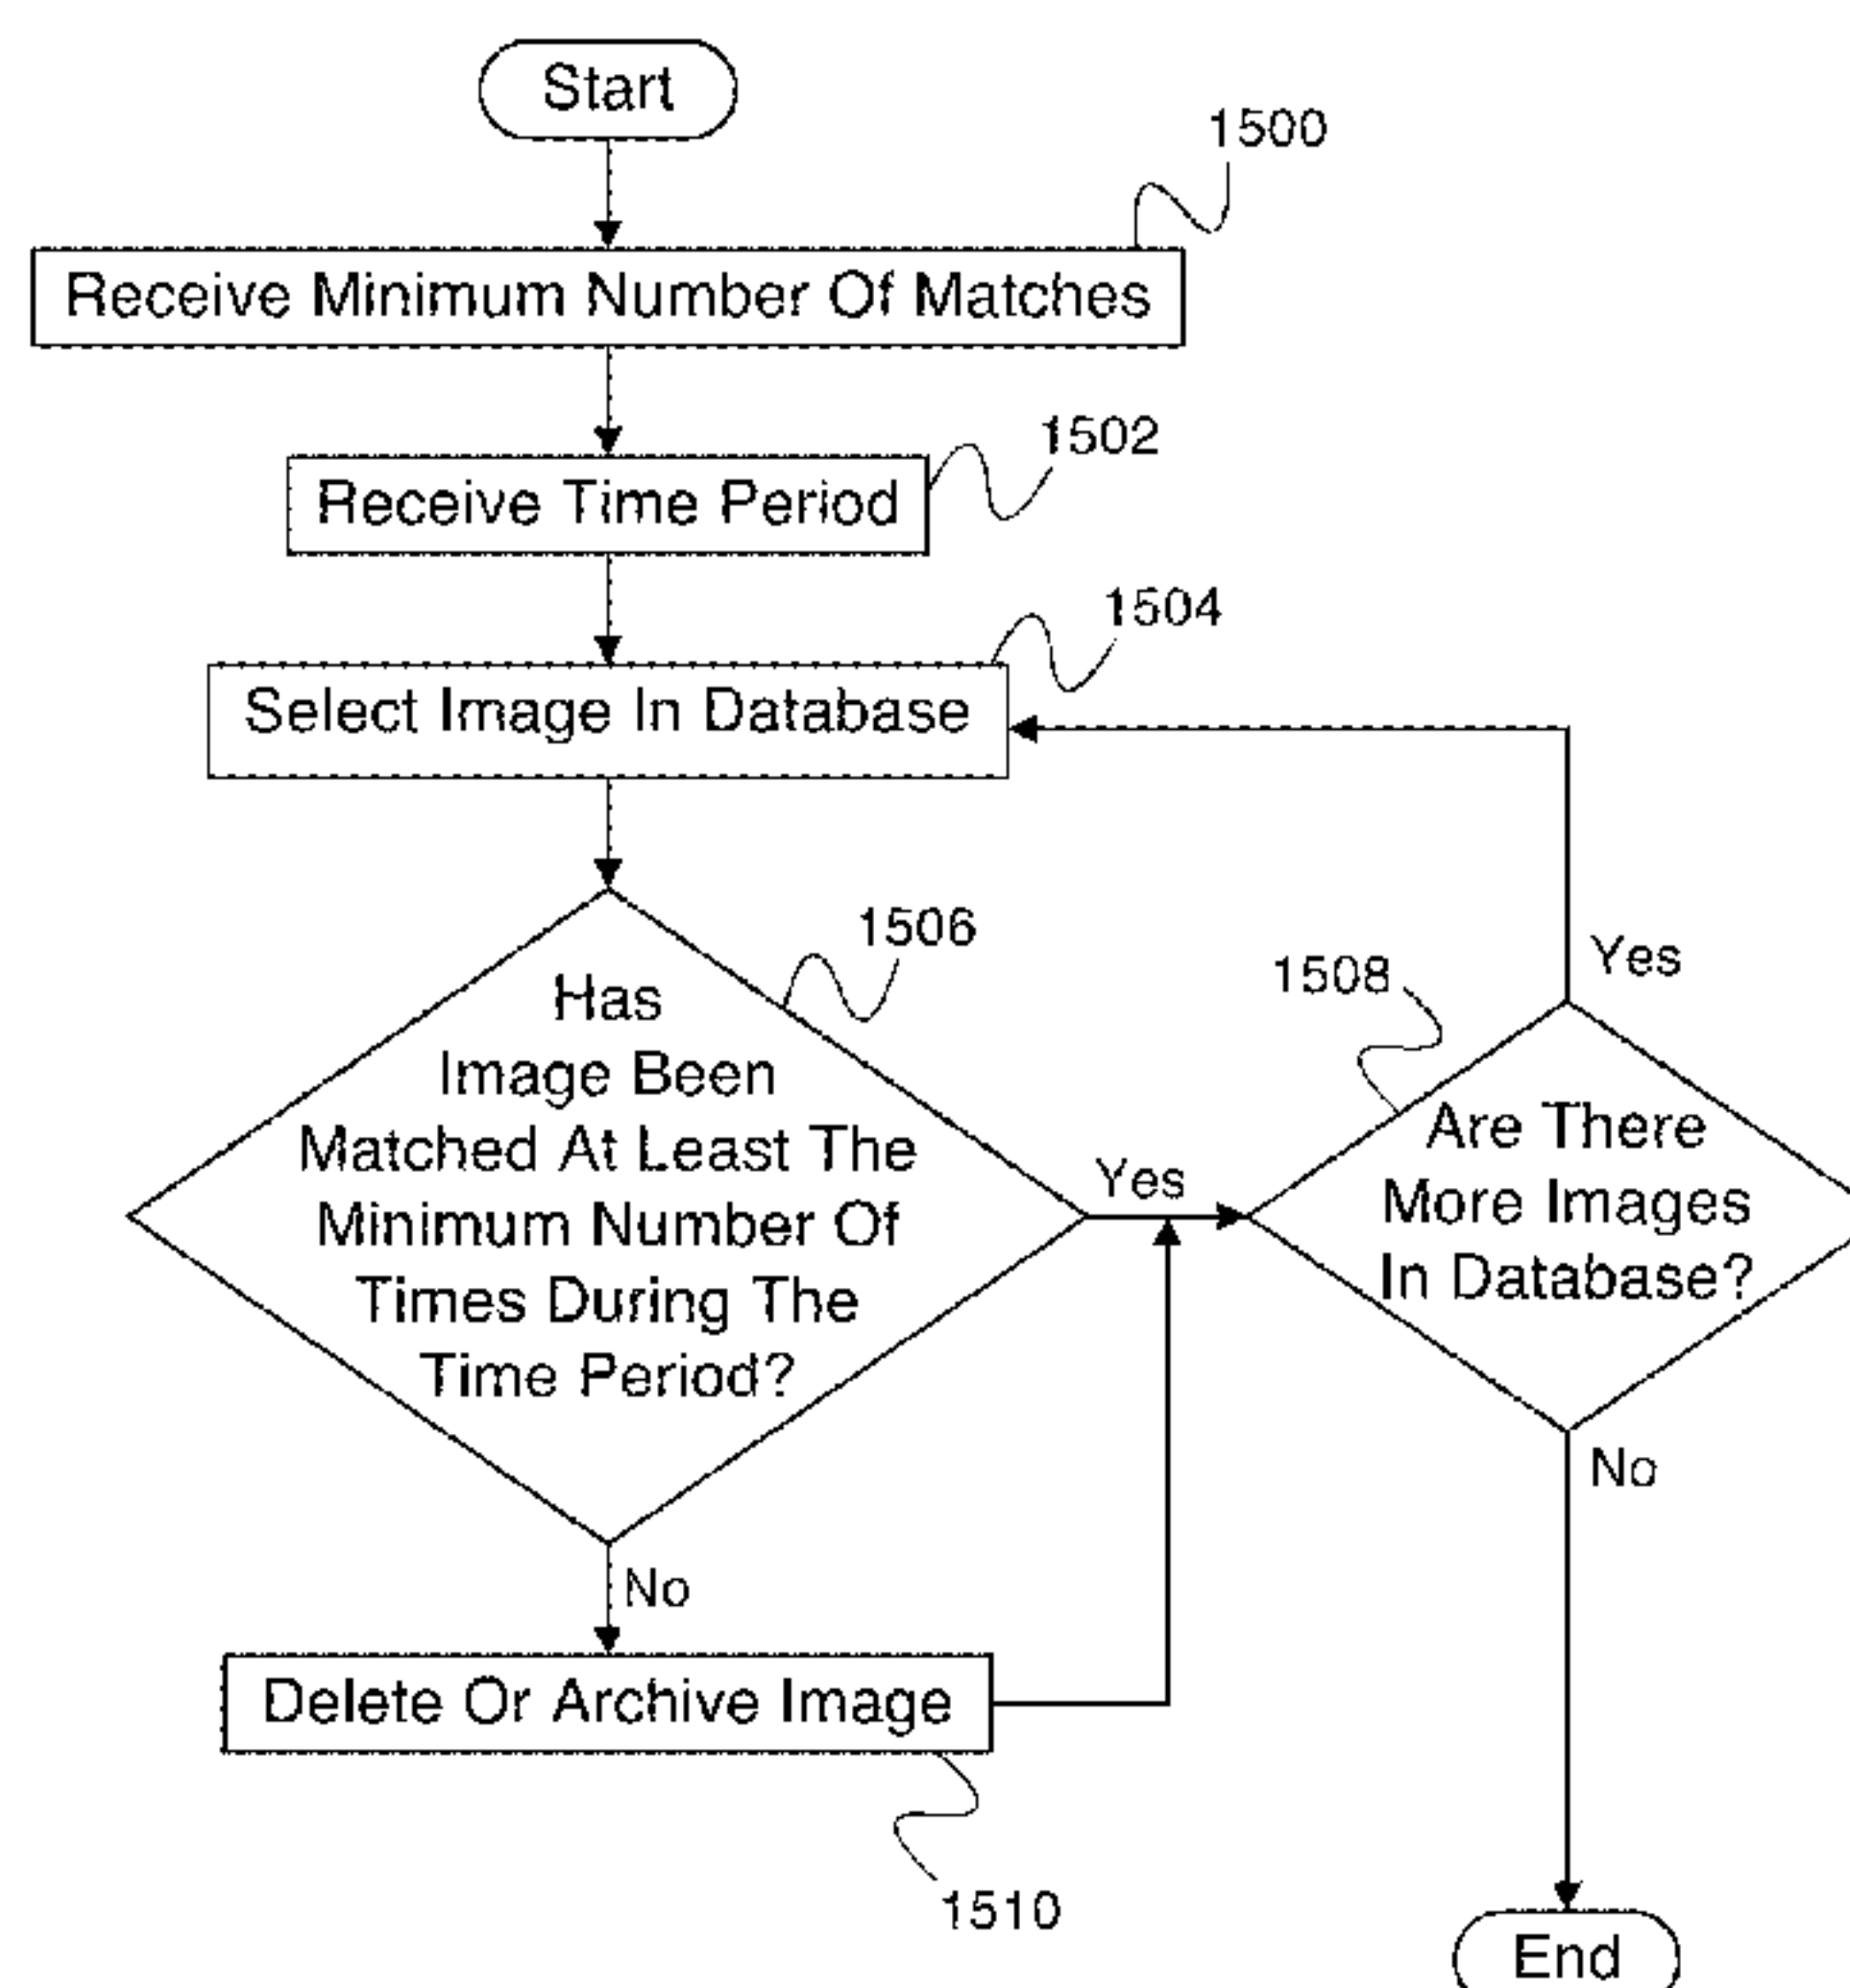 Start
1500
Receive Minimum Number Of Matches
1502
Receive Time Period
1504
Select Image In Database
1506
Has
Image Been
Matched At Least The
Minimum Number Of
Times During The
Time Period?
Yes
No
1508
Yes
Are There
More Images
In Database?
No
Delete Or Archive Image
1510
End